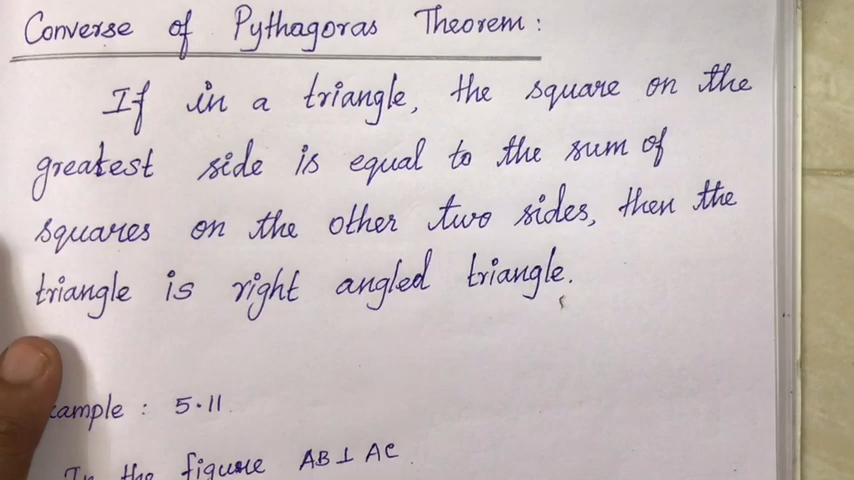 Converse of Pythagoras Theorem :
If in a triangle, the square on the
greatest side is equal to the sum of
squares on the other two sides, then the
triangle is right angled triangle.
xample : 5.11
In the figure AB ⊥ AC